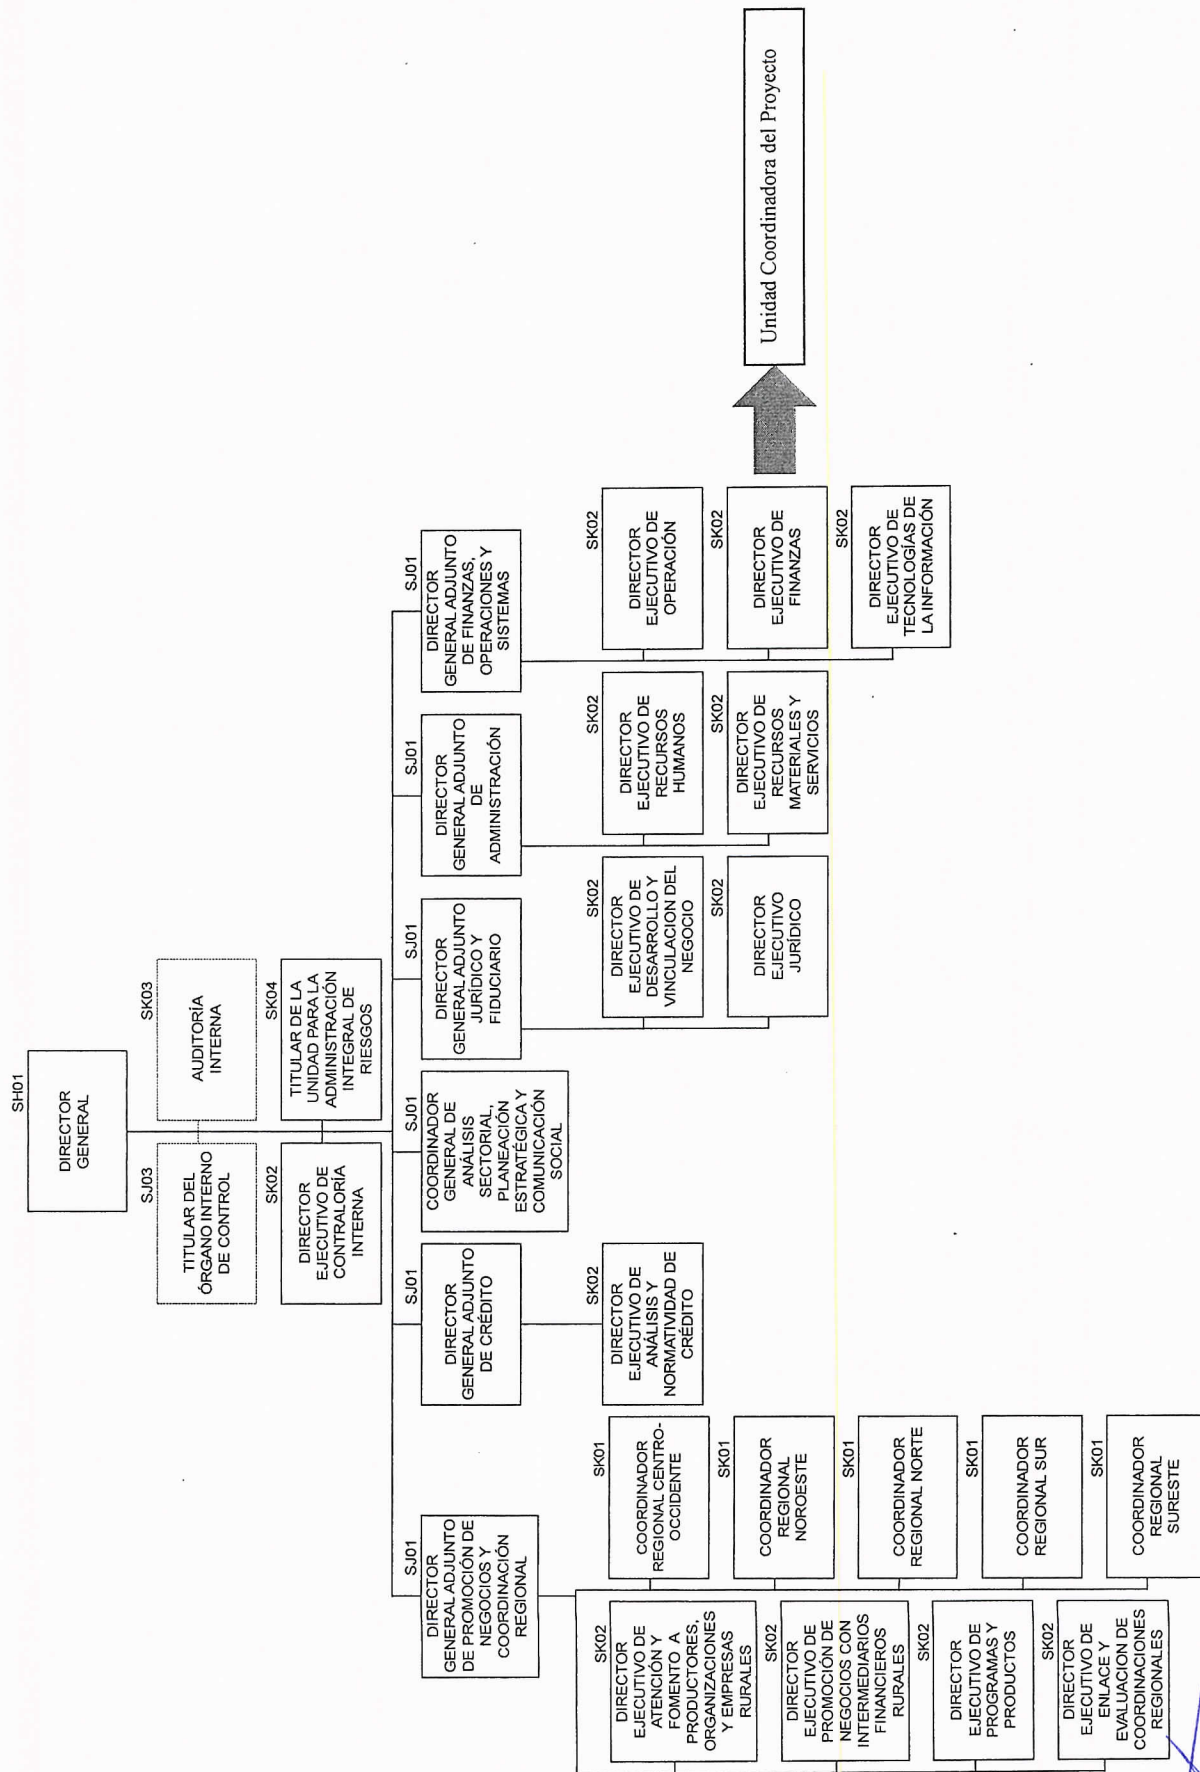 SH01
DIRECTOR
GENERAL
SJ03
TITULAR DEL
ÓRGANO INTERNO
DE CONTROL
SK03
AUDITORÍA
INTERNA
SK02
DIRECTOR
EJECUTIVO DE
CONTRALORÍA
INTERNA
SK04
TITULAR DE LA
UNIDAD PARA LA
ADMINISTRACIÓN
INTEGRAL DE
RIESGOS
SJ01
DIRECTOR
GENERAL ADJUNTO
DE PROMOCIÓN DE
NEGOCIOS Y
COORDINACIÓN
REGIONAL
SJ01
DIRECTOR
GENERAL ADJUNTO
DE CRÉDITO
SJ01
COORDINADOR
GENERAL DE
ANÁLISIS
SECTORIAL,
PLANEACIÓN
ESTRATÉGICA Y
COMUNICACIÓN
SOCIAL
SJ01
DIRECTOR
GENERAL ADJUNTO
JURÍDICO Y
FIDUCIARIO
SJ01
DIRECTOR
GENERAL ADJUNTO
DE
ADMINISTRACIÓN
SJ01
DIRECTOR
GENERAL ADJUNTO
DE FINANZAS,
OPERACIONES Y
SISTEMAS
SK02
DIRECTOR
EJECUTIVO DE
ATENCIÓN Y
FOMENTO A
PRODUCTORES,
ORGANIZACIONES
Y EMPRESAS
RURALES
SK02
DIRECTOR
EJECUTIVO DE
PROMOCIÓN DE
NEGOCIOS CON
INTERMEDIARIOS
FINANCIEROS
RURALES
SK02
DIRECTOR
EJECUTIVO DE
PROGRAMAS Y
PRODUCTOS
SK02
DIRECTOR
EJECUTIVO DE
ENLACE Y
EVALUACION DE
COORDINACIONES
REGIONALES
SK01
COORDINADOR
REGIONAL CENTRO-
OCCIDENTE
SK01
COORDINADOR
REGIONAL
NOROESTE
SK01
COORDINADOR
REGIONAL NORTE
SK01
COORDINADOR
REGIONAL SUR
SK01
COORDINADOR
REGIONAL
SURESTE
SK02
DIRECTOR
EJECUTIVO DE
ANÁLISIS Y
NORMATIVIDAD DE
CRÉDITO
SK02
DIRECTOR
EJECUTIVO DE
DESARROLLO Y
VINCULACION DEL
NEGOCIO
SK02
DIRECTOR
EJECUTIVO
JURÍDICO
SK02
DIRECTOR
EJECUTIVO DE
RECURSOS
HUMANOS
SK02
DIRECTOR
EJECUTIVO DE
RECURSOS
MATERIALES Y
SERVICIOS
SK02
DIRECTOR
EJECUTIVO DE
OPERACIÓN
SK02
DIRECTOR
EJECUTIVO DE
FINANZAS
SK02
DIRECTOR
EJECUTIVO DE
TECNOLOGÍAS DE
LA INFORMACIÓN
Unidad Coordinadora del Proyecto